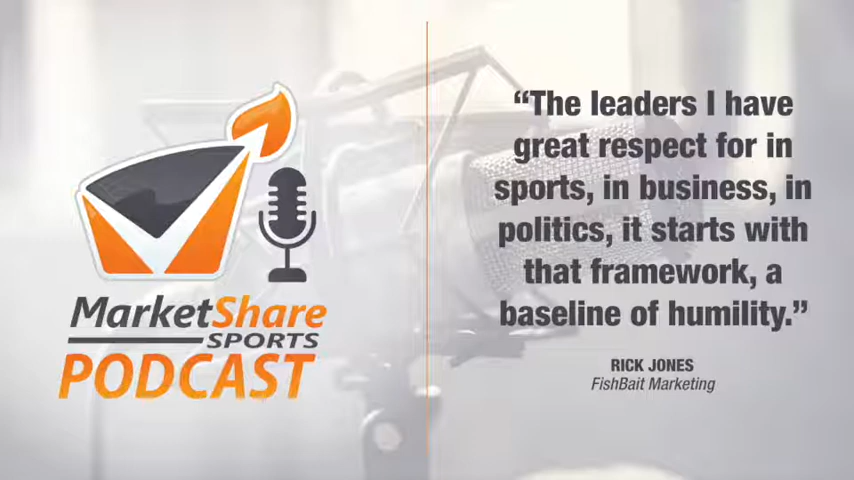 MarketShare
SPORTS
PODCAST
“The leaders I have
great respect for in
sports, in business, in
politics, it starts with
that framework, a
baseline of humility.”
RICK JONES
FishBait Marketing